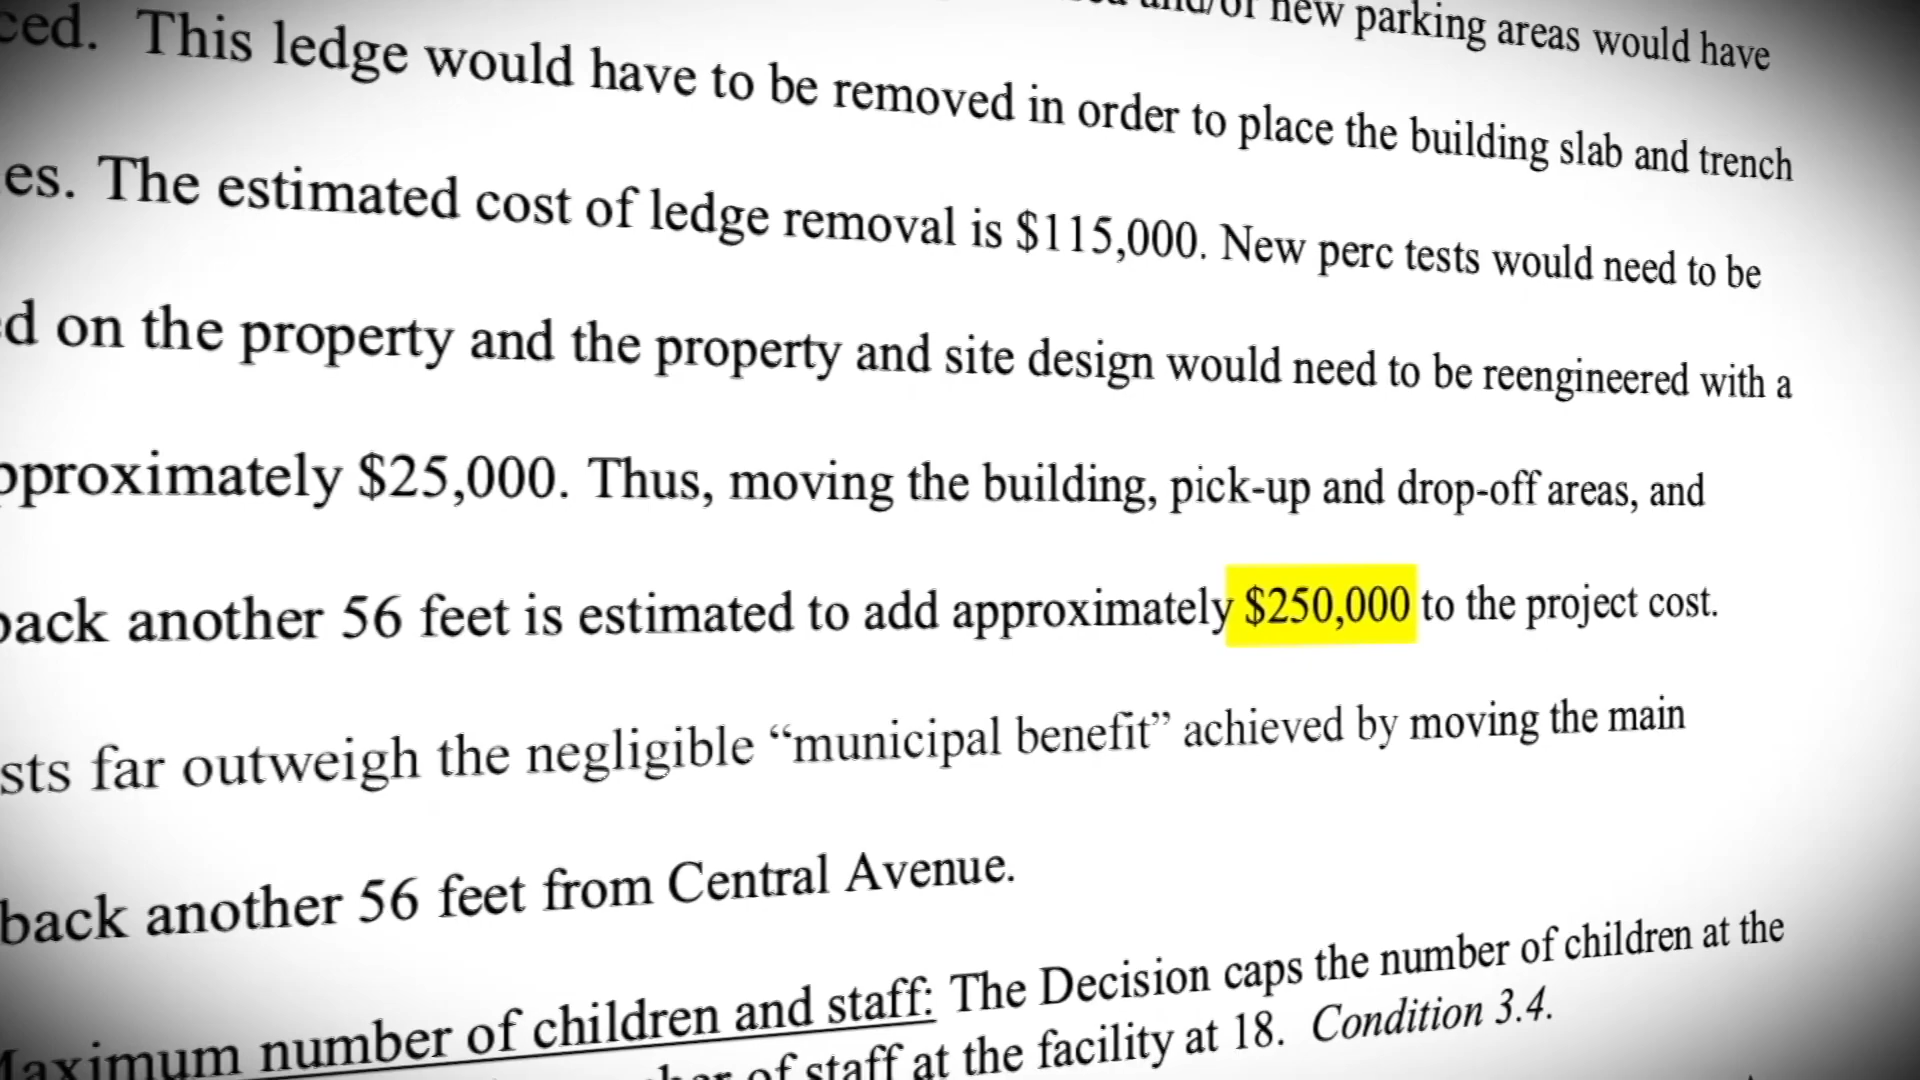 and/or new parking areas would have
This ledge would have to be removed in order to place the building slab and trench
The estimated cost of ledge removal is $115,000. New perc tests would need to be
on the property and the property and site design would need to be reengineered with a
$25,000. Thus, moving the building, pick-up and drop-off areas, and
another 56 feet is estimated to add approximately $250,000 to the project cost.
far outweigh the negligible “municipal benefit” achieved by moving the main
back another 56 feet from Central Avenue.
number of children and staff: The Decision caps the number of children at the
of staff at the facility at 18. Condition 3.4.